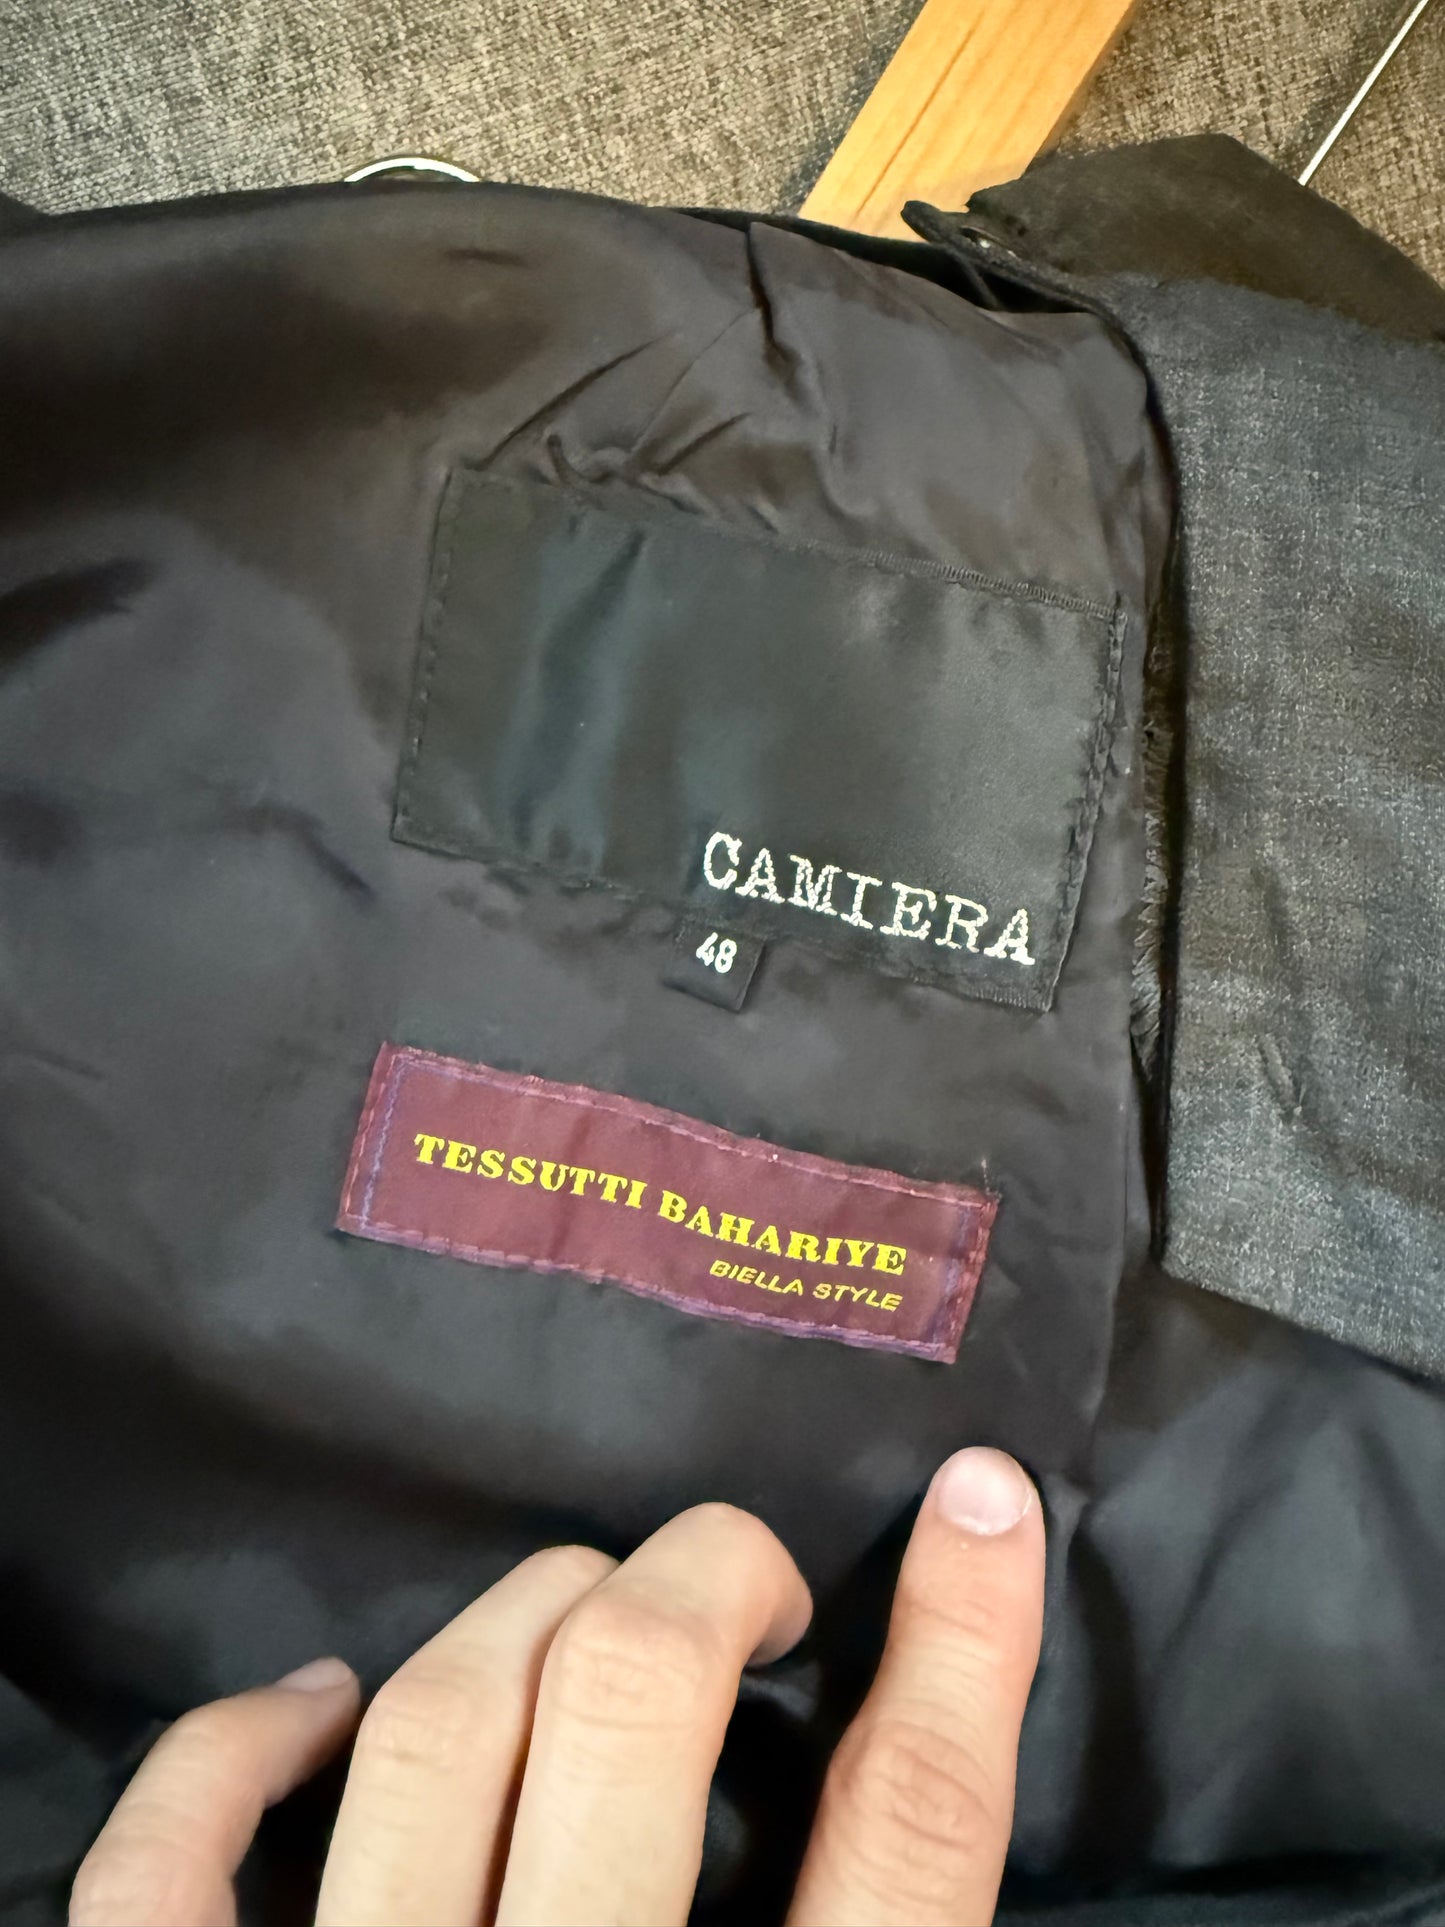 CAMIERA
48
TESSUTTI BAHARIYE
BIELLA STYLE